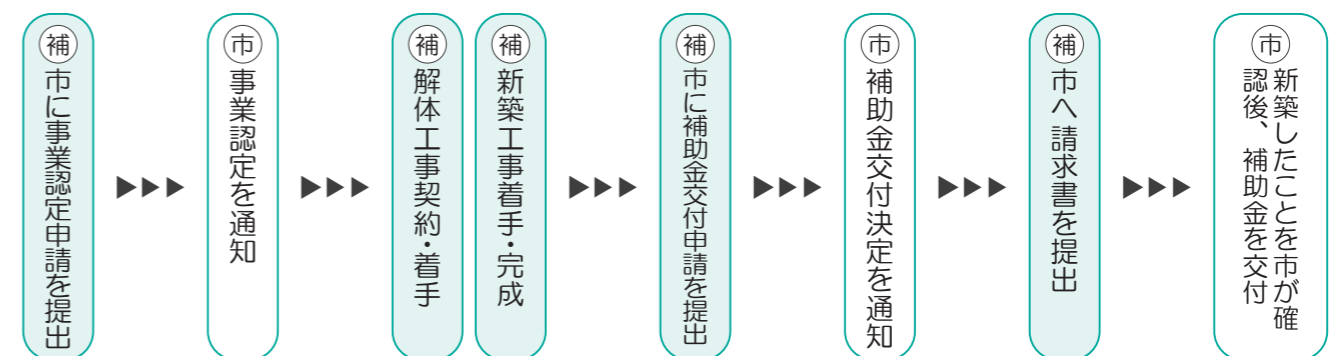 補
市に事業認定申請を提出
▶▶▶
市
事業認定を通知
▶▶▶
補
解体工事契約・着手
補
新築工事着手・完成
▶▶▶
補
市に補助金交付申請を提出
▶▶▶
市
補助金交付決定を通知
▶▶▶
補
市へ請求書を提出
▶▶▶
市
新築したことを市が確
認後、補助金を交付